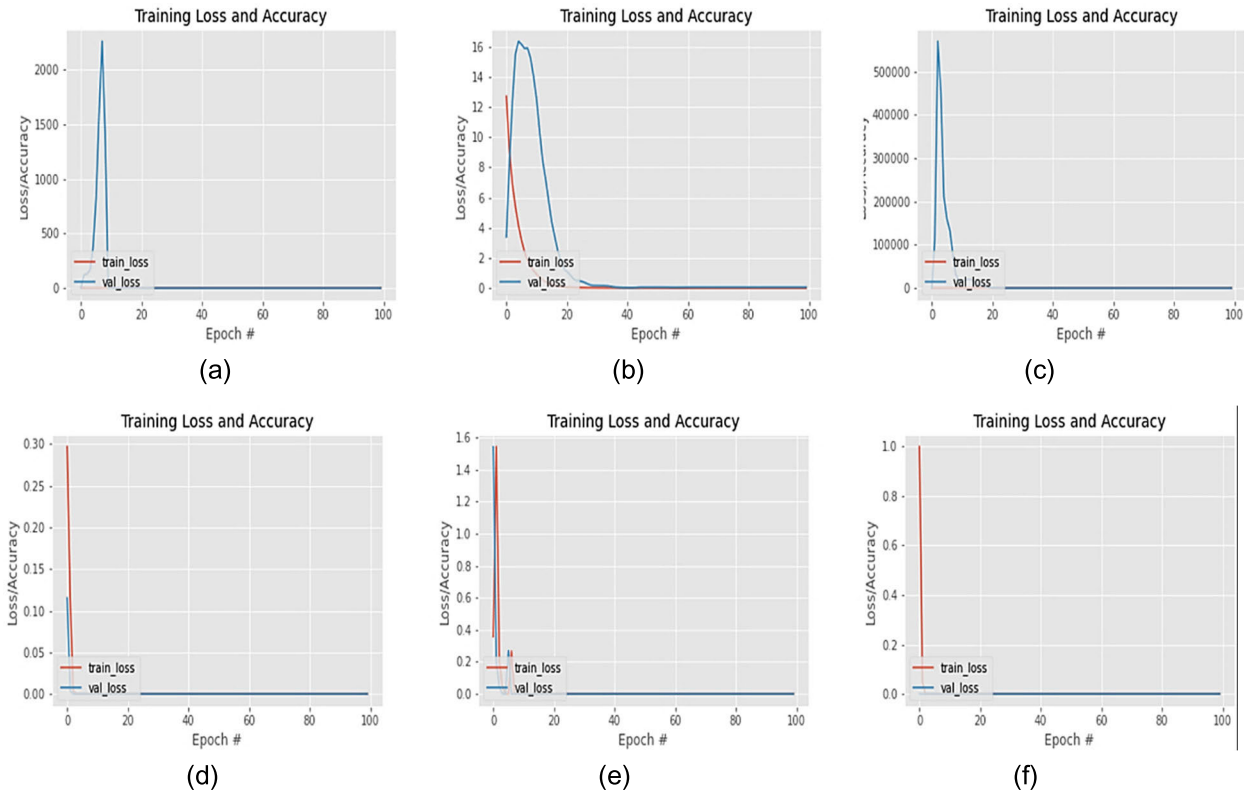 Training Loss and Accuracy
Loss/Accuracy
2000
1500
1000
500
0
train_loss
val_loss
0 20 40 60 80 100
Epoch #
(a)
Training Loss and Accuracy
Loss/Accuracy
16
14
12
10
8
6
4
2
0
train_loss
val_loss
0 20 40 60 80 100
Epoch #
(b)
Training Loss and Accuracy
500000
400000
300000
200000
100000
0
train_loss
val_loss
0 20 40 60 80 100
Epoch #
(c)
Training Loss and Accuracy
Loss/Accuracy
0.30
0.25
0.20
0.15
0.10
0.05
0.00
train_loss
val_loss
0 20 40 60 80 100
Epoch #
(d)
Training Loss and Accuracy
Loss/Accuracy
1.6
1.4
1.2
1.0
0.8
0.6
0.4
0.2
0.0
train_loss
val_loss
0 20 40 60 80 100
Epoch #
(e)
Training Loss and Accuracy
Loss/Accuracy
1.0
0.8
0.6
0.4
0.2
0.0
train_loss
val_loss
0 20 40 60 80 100
Epoch #
(f)